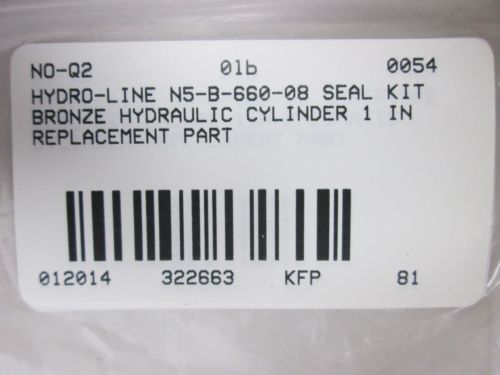 NO-Q2 01b 0054
HYDRO-LINE N5-B-660-08 SEAL KIT
BRONZE HYDRAULIC CYLINDER 1 IN
REPLACEMENT PART
012014 322663 KFP 81